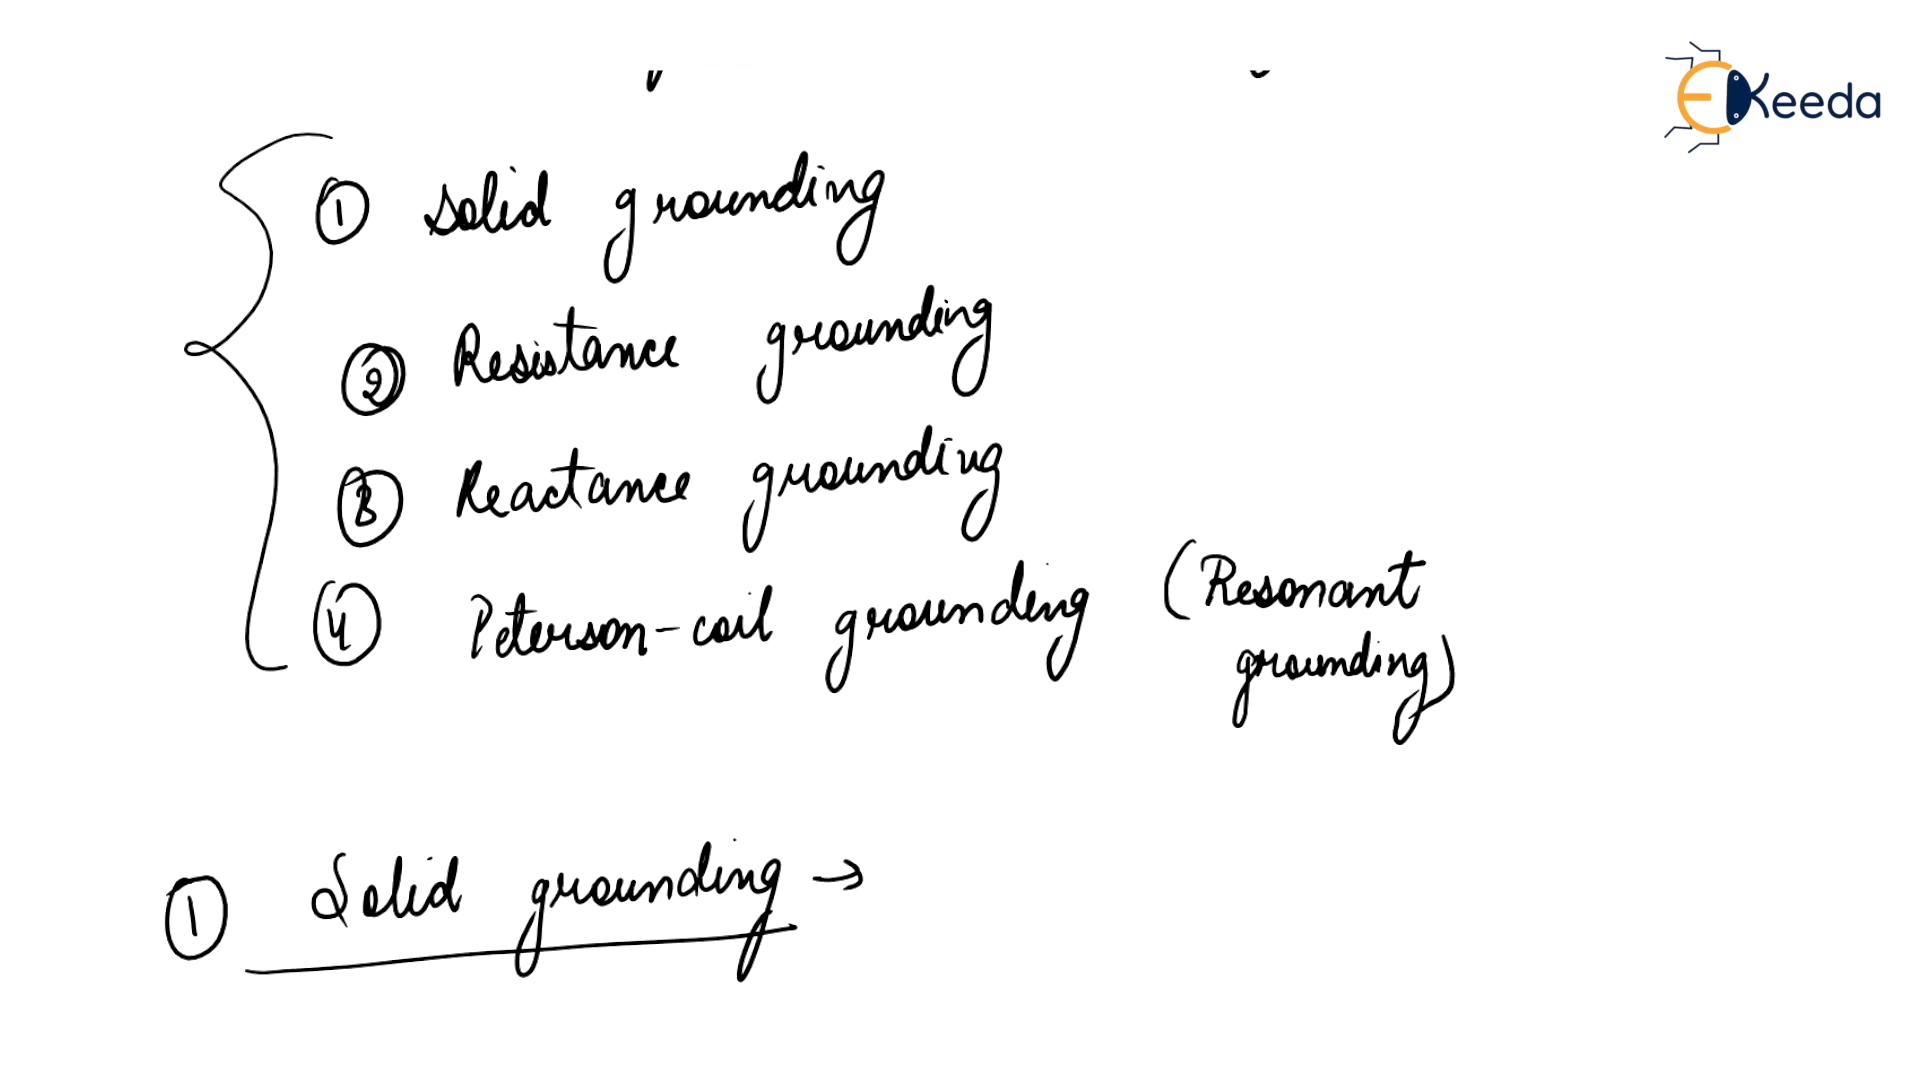 EKeeda
① Solid grounding
② Resistance grounding
③ Reactance grounding
④ Peterson-coil grounding (Resonant
grounding)
① Solid grounding →